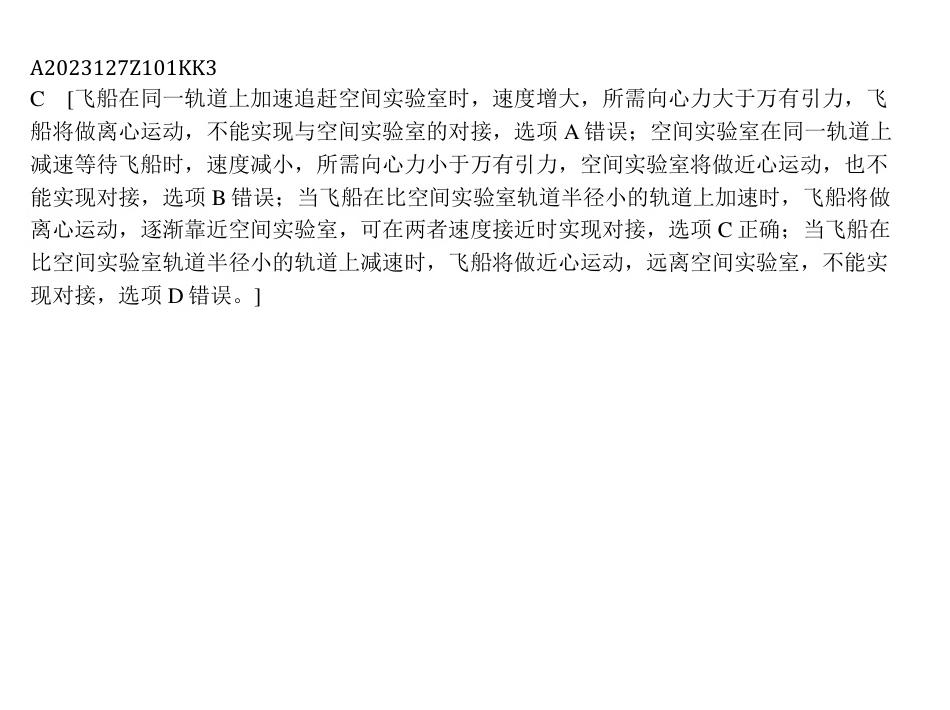 A2023127Z101KK3
C [飞船在同一轨道上加速追赶空间实验室时，速度增大，所需向心力大于万有引力，飞
船将做离心运动，不能实现与空间实验室的对接，选项 A 错误；空间实验室在同一轨道上
减速等待飞船时，速度减小，所需向心力小于万有引力，空间实验室将做近心运动，也不
能实现对接，选项 B 错误；当飞船在比空间实验室轨道半径小的轨道上加速时，飞船将做
离心运动，逐渐靠近空间实验室，可在两者速度接近时实现对接，选项 C 正确；当飞船在
比空间实验室轨道半径小的轨道上减速时，飞船将做近心运动，远离空间实验室，不能实
现对接，选项 D 错误。]